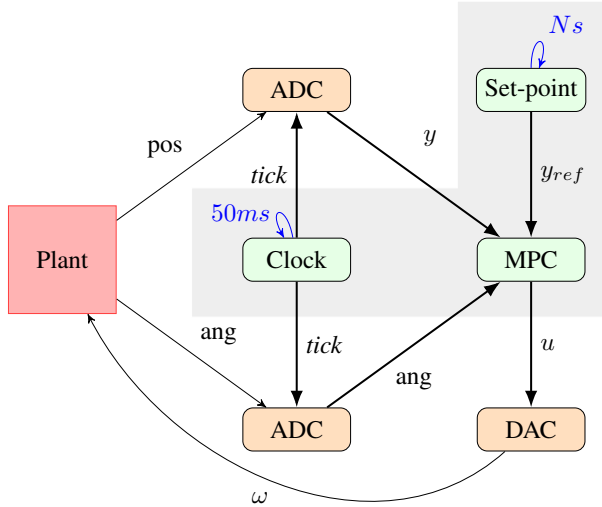 Ns
ADC
Set-point
pos
y
tick
y_ref
50ms
Plant
Clock
MPC
ang
tick
ang
u
ADC
DAC
ω